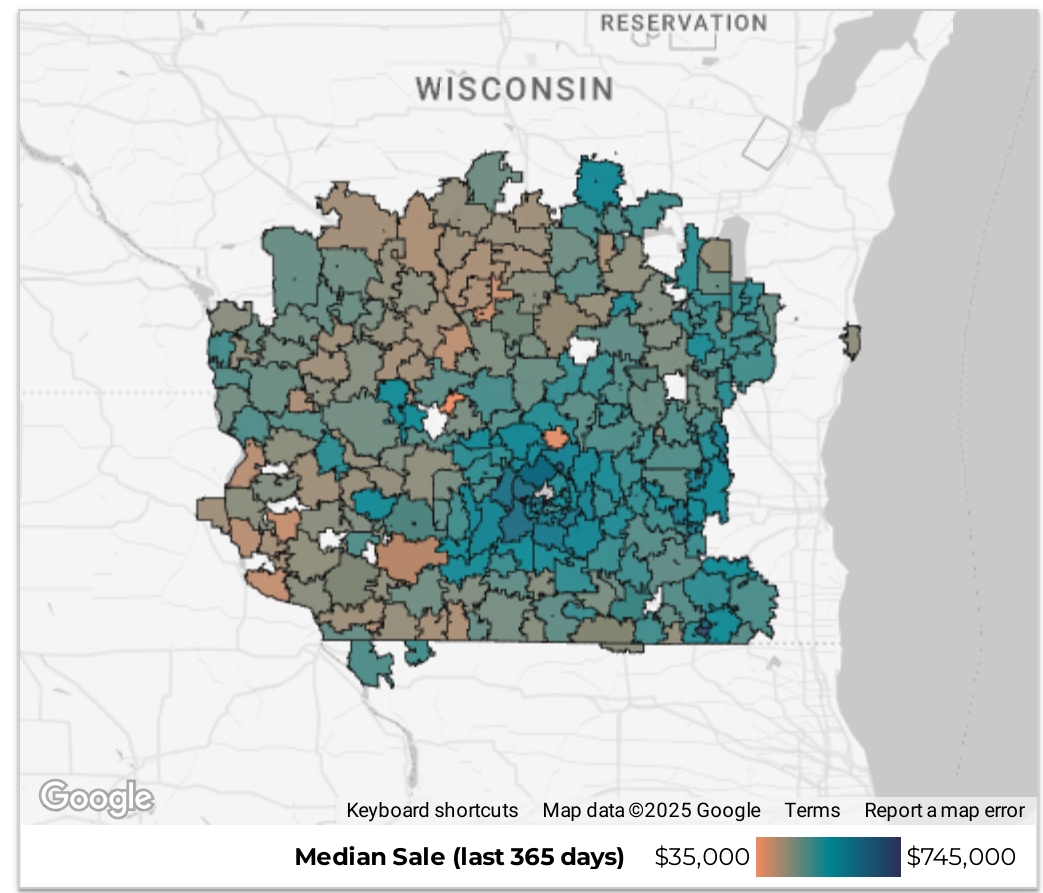 RESERVATION
WISCONSIN
Google
Keyboard shortcuts Map data ©2025 Google Terms Report a map error
Median Sale (last 365 days) $35,000 $745,000